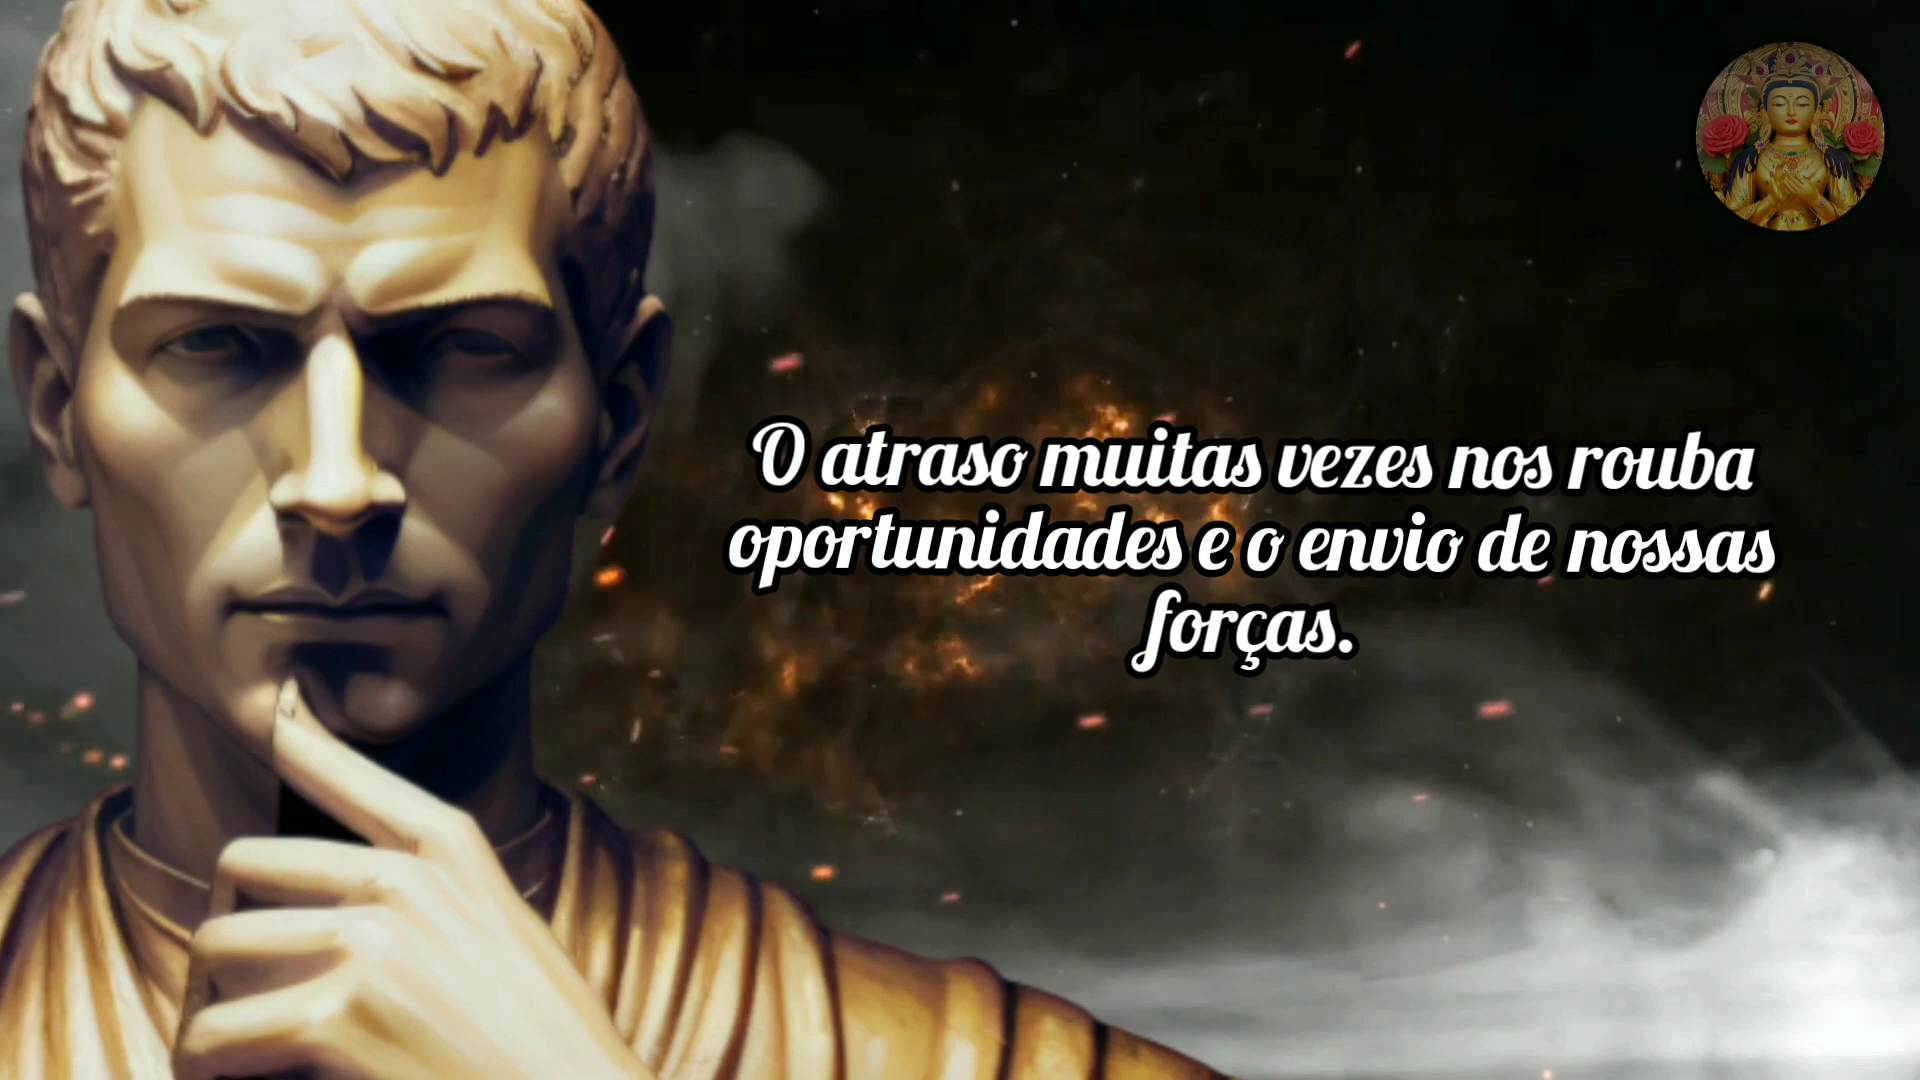 O atraso muitas vezes nos rouba
oportunidades e o envio de nossas
forças.